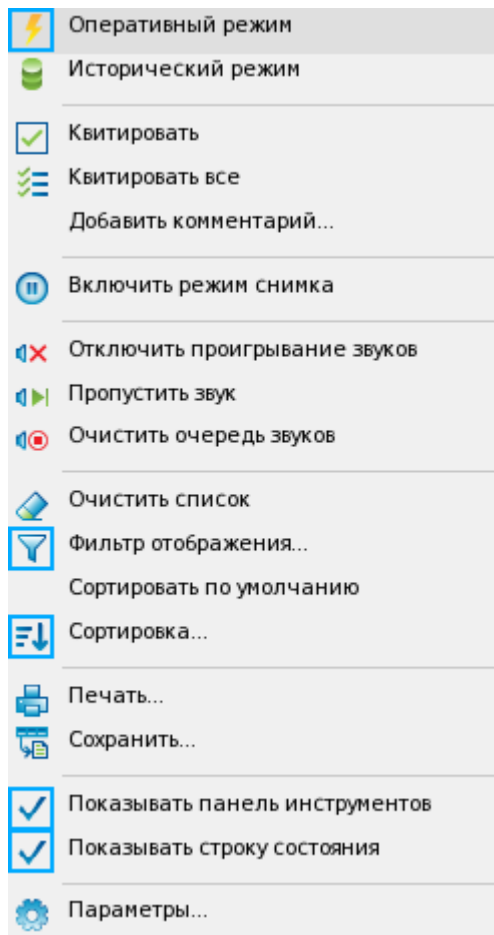 Оперативный режим
Исторический режим
Квитировать
Квитировать все
Добавить комментарий...
Включить режим снимка
Отключить проигрывание звуков
Пропустить звук
Очистить очередь звуков
Очистить список
Фильтр отображения...
Сортировать по умолчанию
Сортировка...
Печать...
Сохранить...
Показывать панель инструментов
Показывать строку состояния
Параметры...